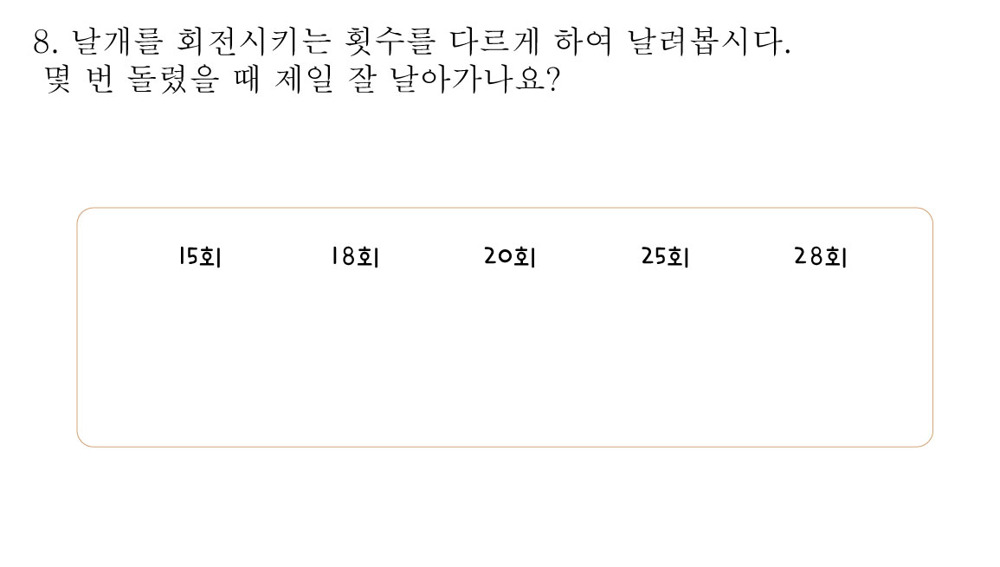 8. 날개를 회전시키는 횟수를 다르게 하여 날려봅시다.
몇 번 돌렸을 때 제일 잘 날아가나요?
15회 18회 20회 25회 28회